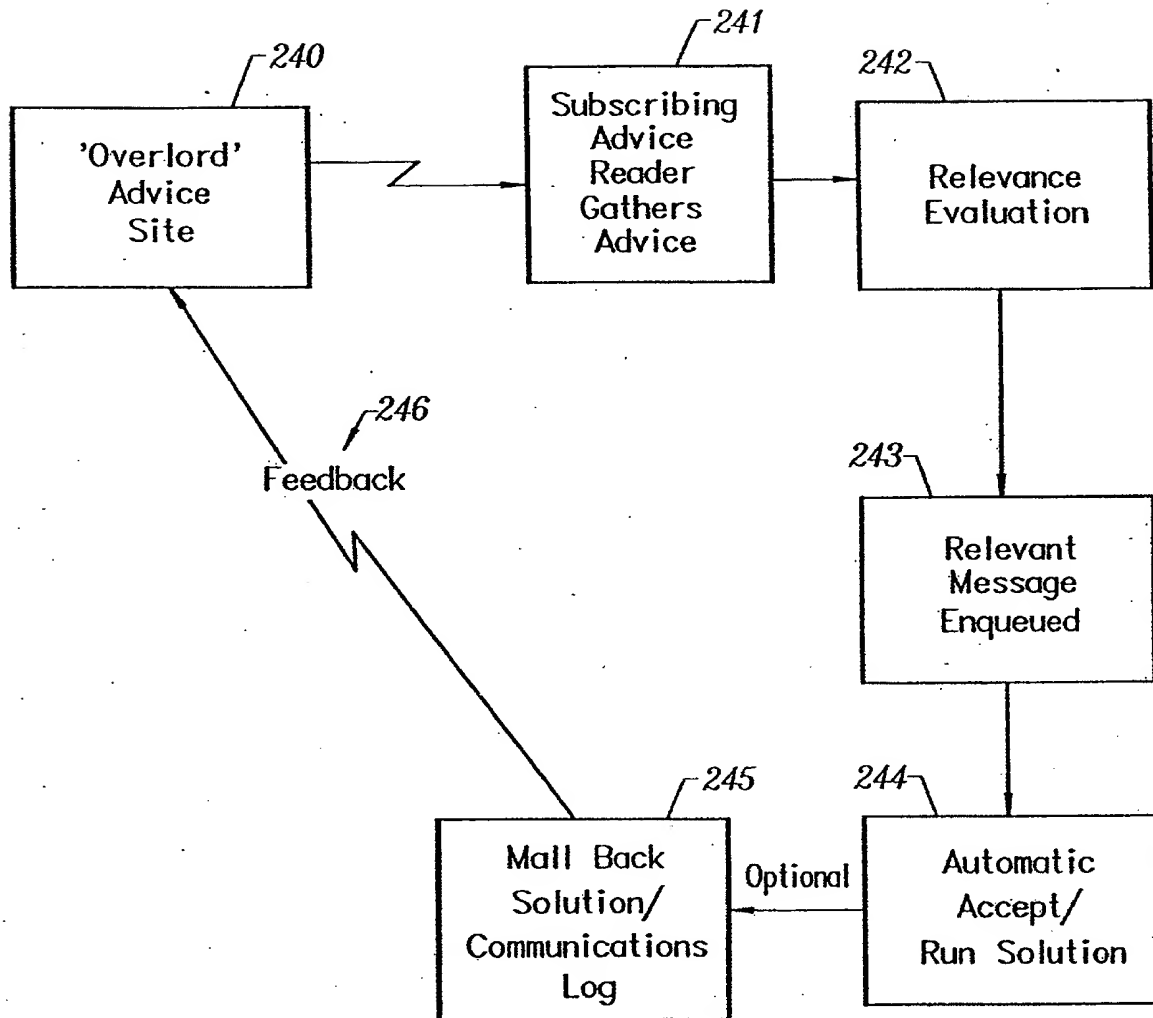 240
'Overlord'
Advice
Site
241
Subscribing
Advice
Reader
Gathers
Advice
242
Relevance
Evaluation
246
Feedback
243
Relevant
Message
Enqueued
244
Automatic
Accept/
Run Solution
Optional
245
Mail Back
Solution/
Communications
Log